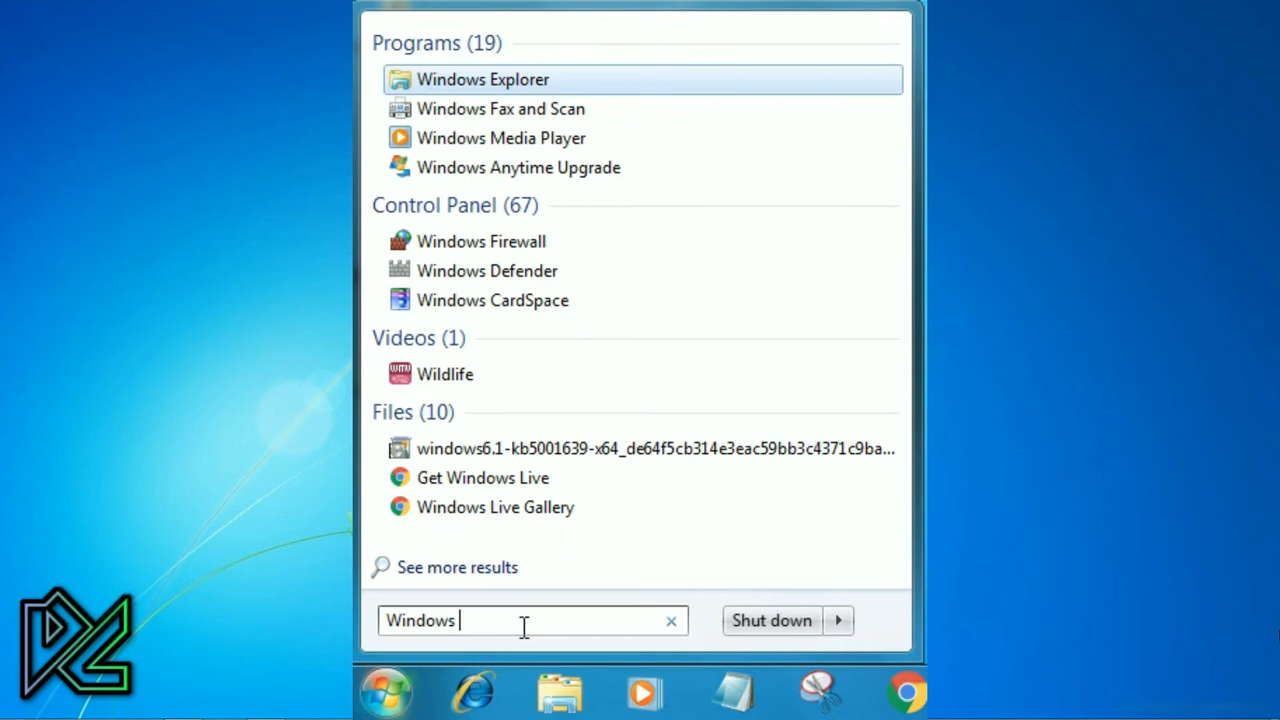 Programs (19)
Windows Explorer
Windows Fax and Scan
Windows Media Player
Windows Anytime Upgrade
Control Panel (67)
Windows Firewall
Windows Defender
Windows CardSpace
Videos (1)
Wildlife
Files (10)
windows6.1-kb5001639-x64_de64f5cb314e3eac59bb3c4371c9ba...
Get Windows Live
Windows Live Gallery
See more results
Windows
Shut down